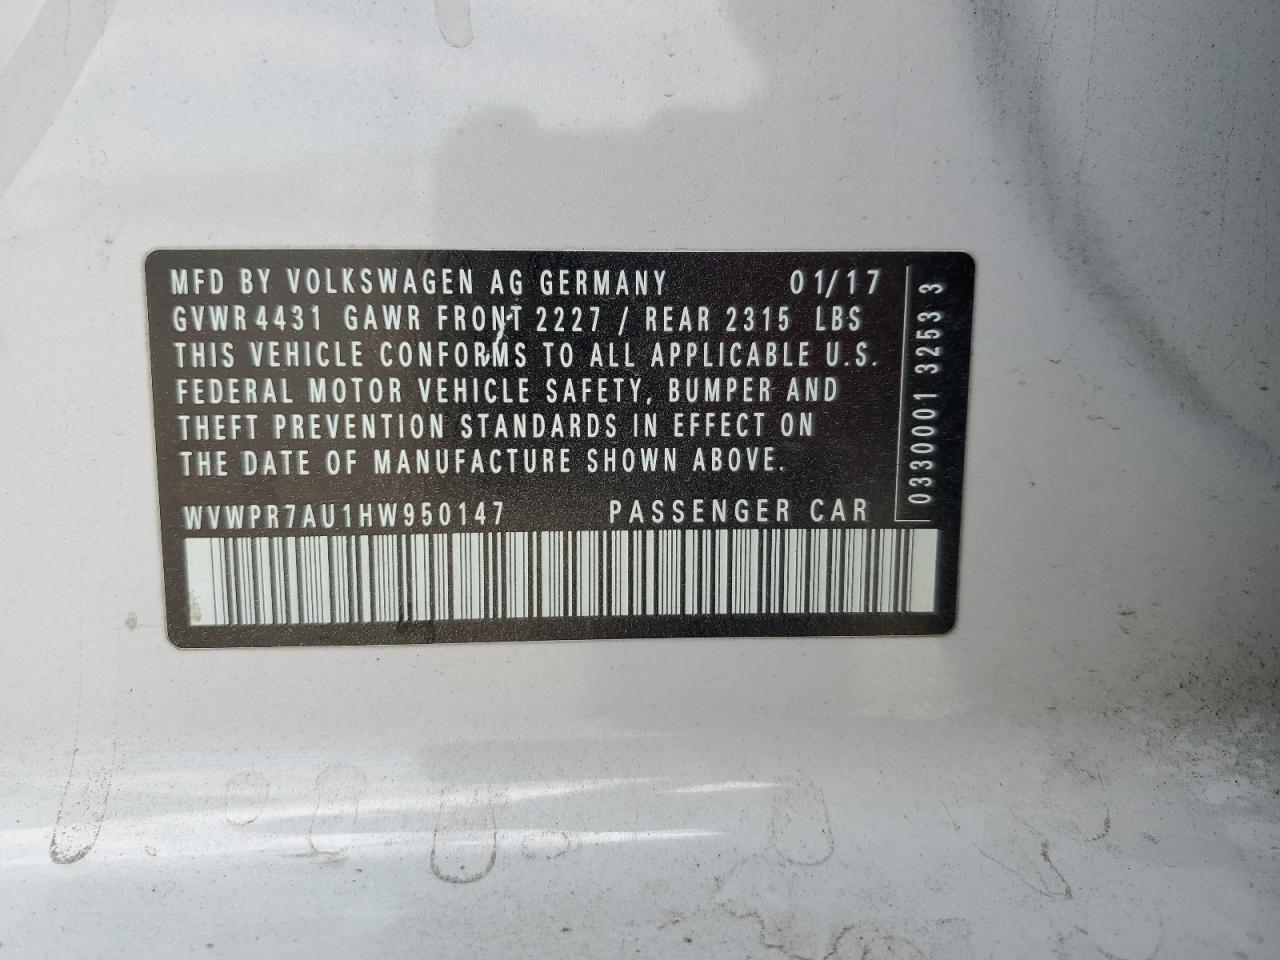 MFD BY VOLKSWAGEN AG GERMANY 01/17
GVWR 4431 GAWR FRONT 2227 / REAR 2315 LBS
THIS VEHICLE CONFORMS TO ALL APPLICABLE U.S.
FEDERAL MOTOR VEHICLE SAFETY, BUMPER AND
THEFT PREVENTION STANDARDS IN EFFECT ON
THE DATE OF MANUFACTURE SHOWN ABOVE.
WVWPR7AU1HW950147 PASSENGER CAR
0330001 32533